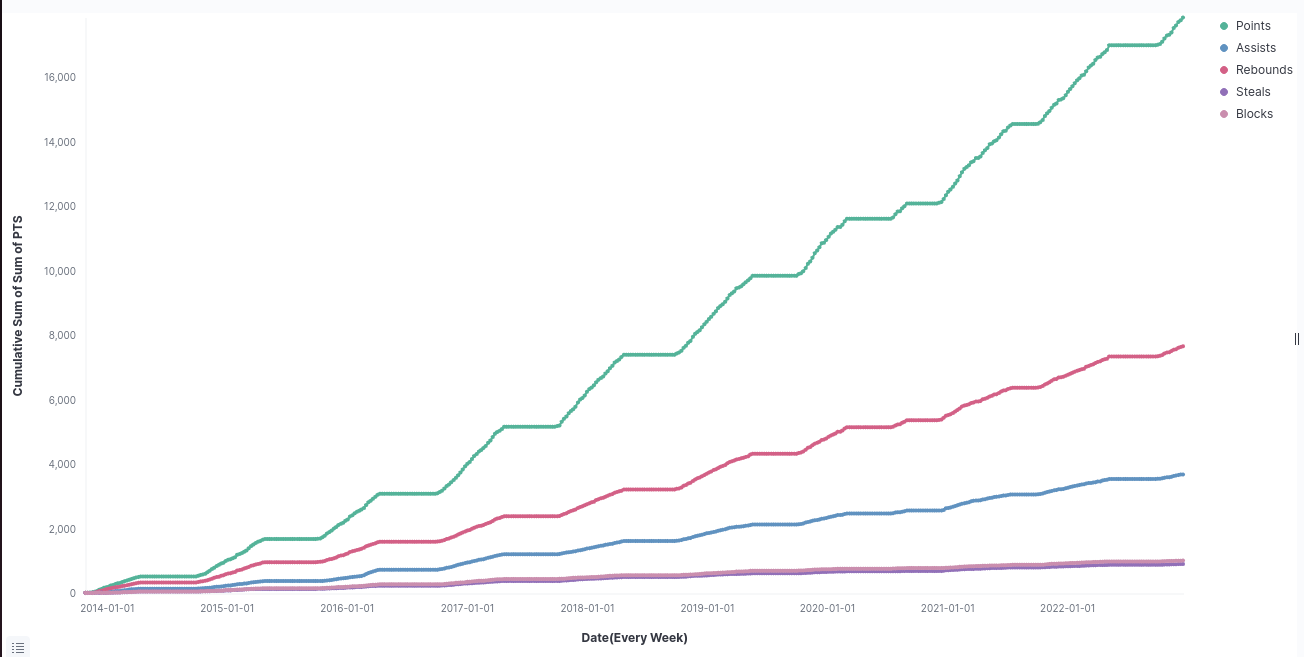 Points
Assists
Rebounds
Steals
Blocks
Cumulative Sum of Sum of PTS
16,000
14,000
12,000
10,000
8,000
6,000
4,000
2,000
0
2014-01-01 2015-01-01 2016-01-01 2017-01-01 2018-01-01 2019-01-01 2020-01-01 2021-01-01 2022-01-01
Date(Every Week)